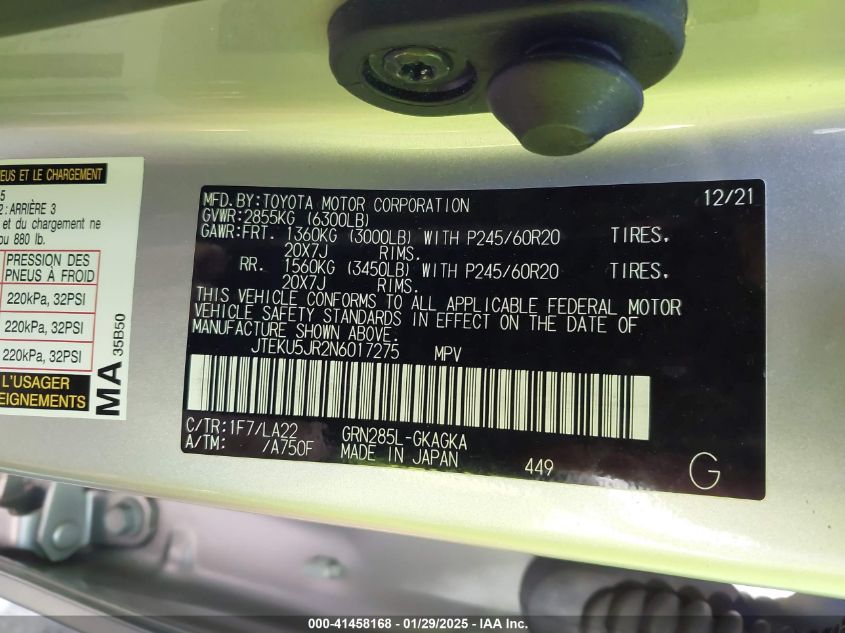 NEUS ET LE CHARGEMENT
5
2 : ARRIÈRE 3
et du chargement ne
ou 880 lb.
PRESSION DES
PNEUS À FROID
220kPa, 32PSI
220kPa, 32PSI
220kPa, 32PSI
L'USAGER
EIGNEMENTS
MA
35B50
MFD.BY:TOYOTA MOTOR CORPORATION 12/21
GVWR:2855KG (6300LB)
GAWR:FRT. 1360KG (3000LB) WITH P245/60R20 TIRES,
20X7J RIMS.
RR. 1560KG (3450LB) WITH P245/60R20 TIRES,
20X7J RIMS.
THIS VEHICLE CONFORMS TO ALL APPLICABLE FEDERAL MOTOR
VEHICLE SAFETY STANDARDS IN EFFECT ON THE DATE OF
MANUFACTURE SHOWN ABOVE.
JTEKU5JR2N6017275 MPV
C/TR:1F7/LA22 GRN285L-GKAGKA
A/TM: /A750F MADE IN JAPAN 449 G
000-41458168 - 01/29/2025 - IAA Inc.